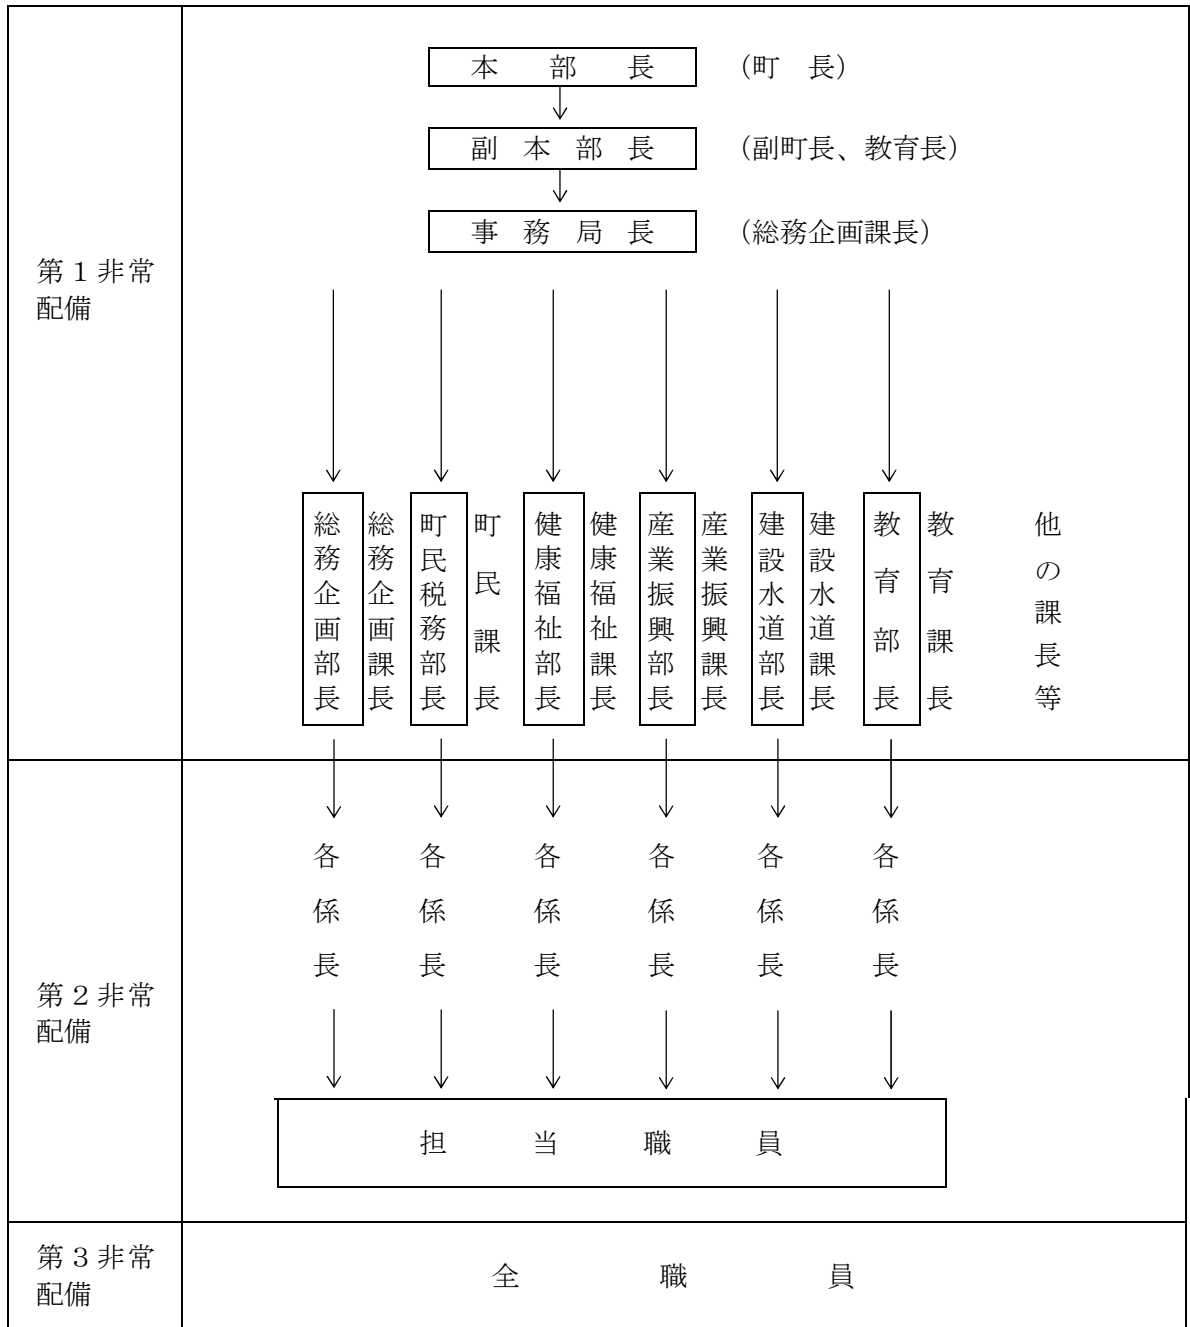 本部長 (町 長)
副本部長 (副町長、教育長)
事務局長 (総務企画課長)
第1非常
配備
総務企画部長
総務企画課長
町民税務部長
町民課長
健康福祉部長
健康福祉課長
産業振興部長
産業振興課長
建設水道部長
建設水道課長
教育部長
教育課長
他の課長等
各係長
各係長
各係長
各係長
各係長
各係長
第2非常
配備
担当職員
第3非常
配備
全職員